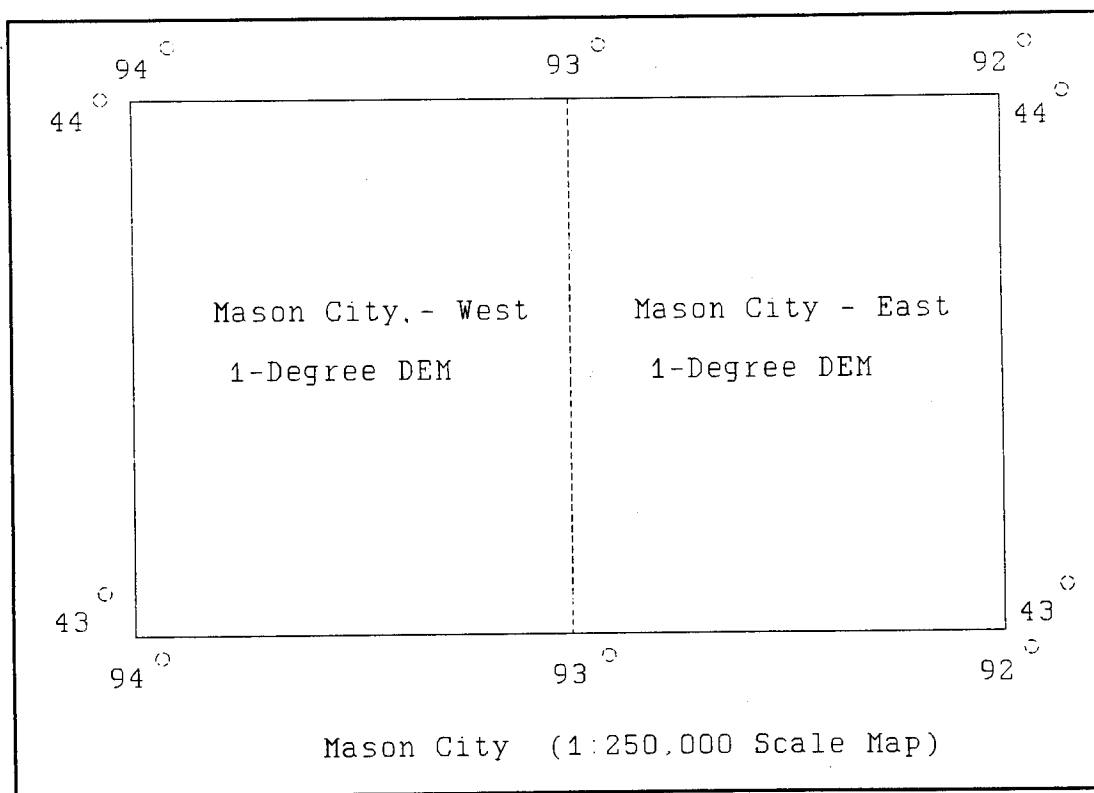 94° 93° 92°
44° 44°
Mason City.- West Mason City - East
1-Degree DEM 1-Degree DEM
43° 43°
94° 93° 92°
Mason City (1:250,000 Scale Map)